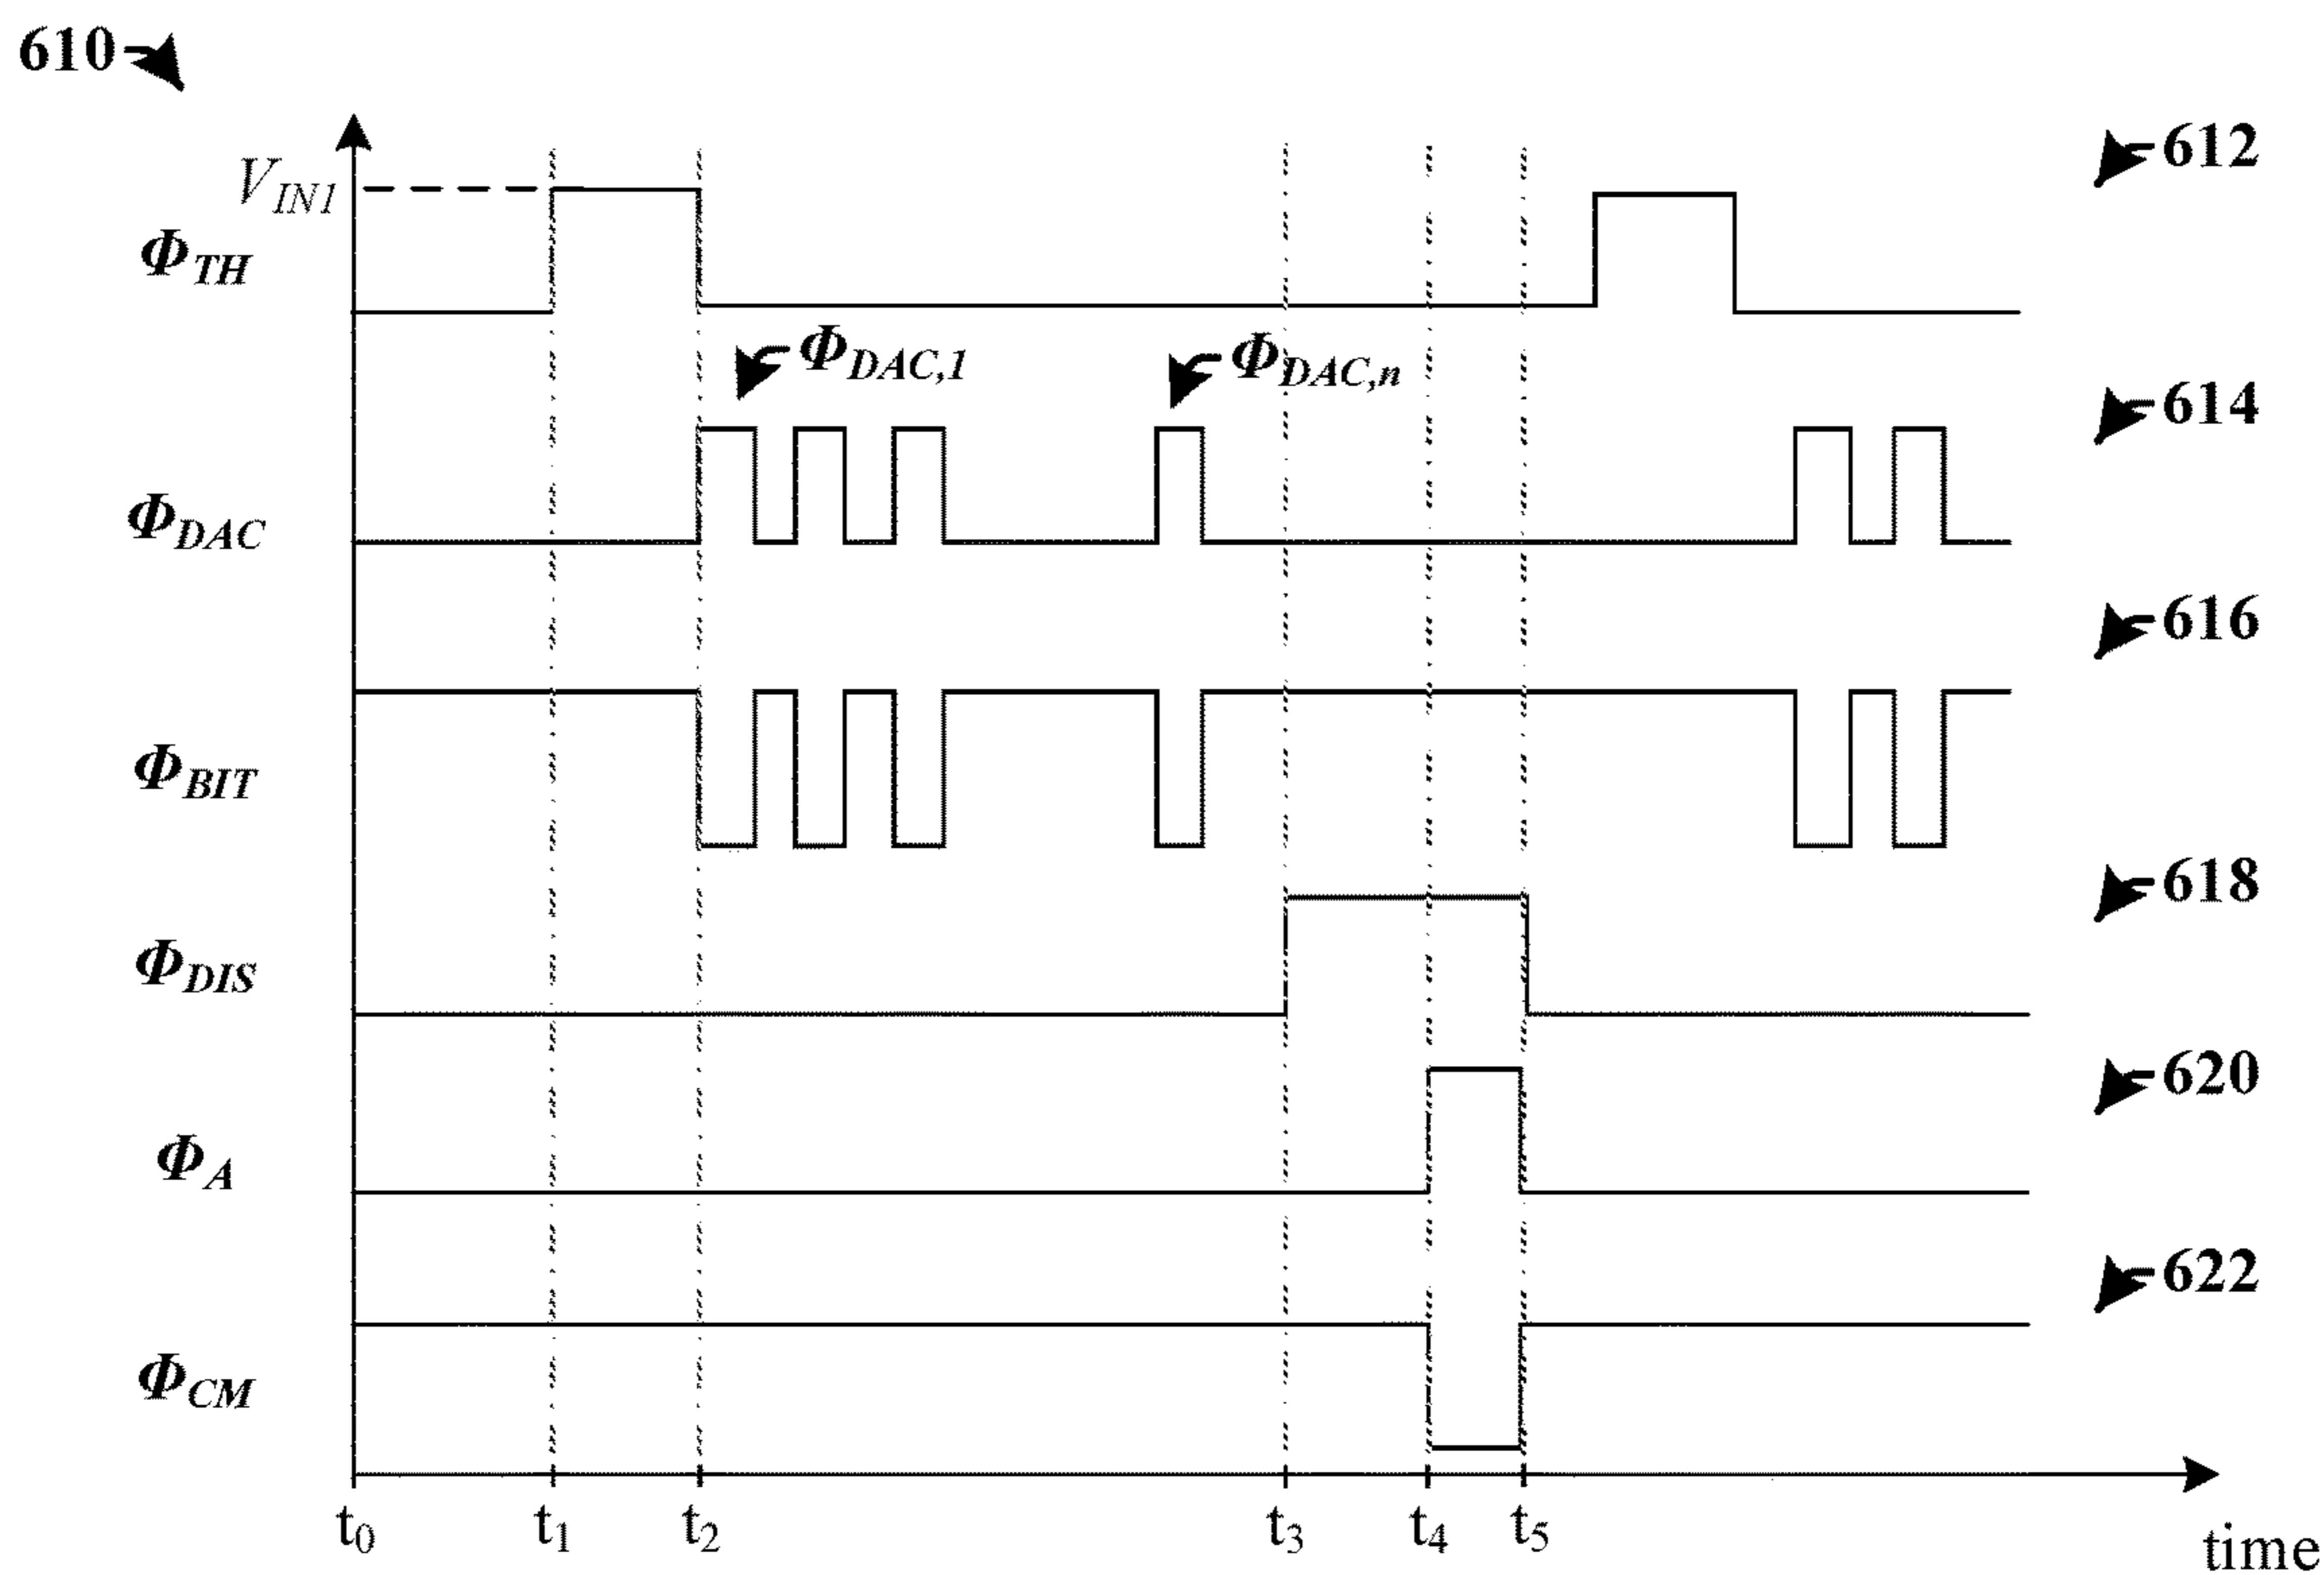 610
612
V_IN1
Φ_TH
Φ_DAC,1
Φ_DAC,n
614
Φ_DAC
616
Φ_BIT
618
Φ_DIS
620
Φ_A
622
Φ_CM
t0 t1 t2 t3 t4 t5
time